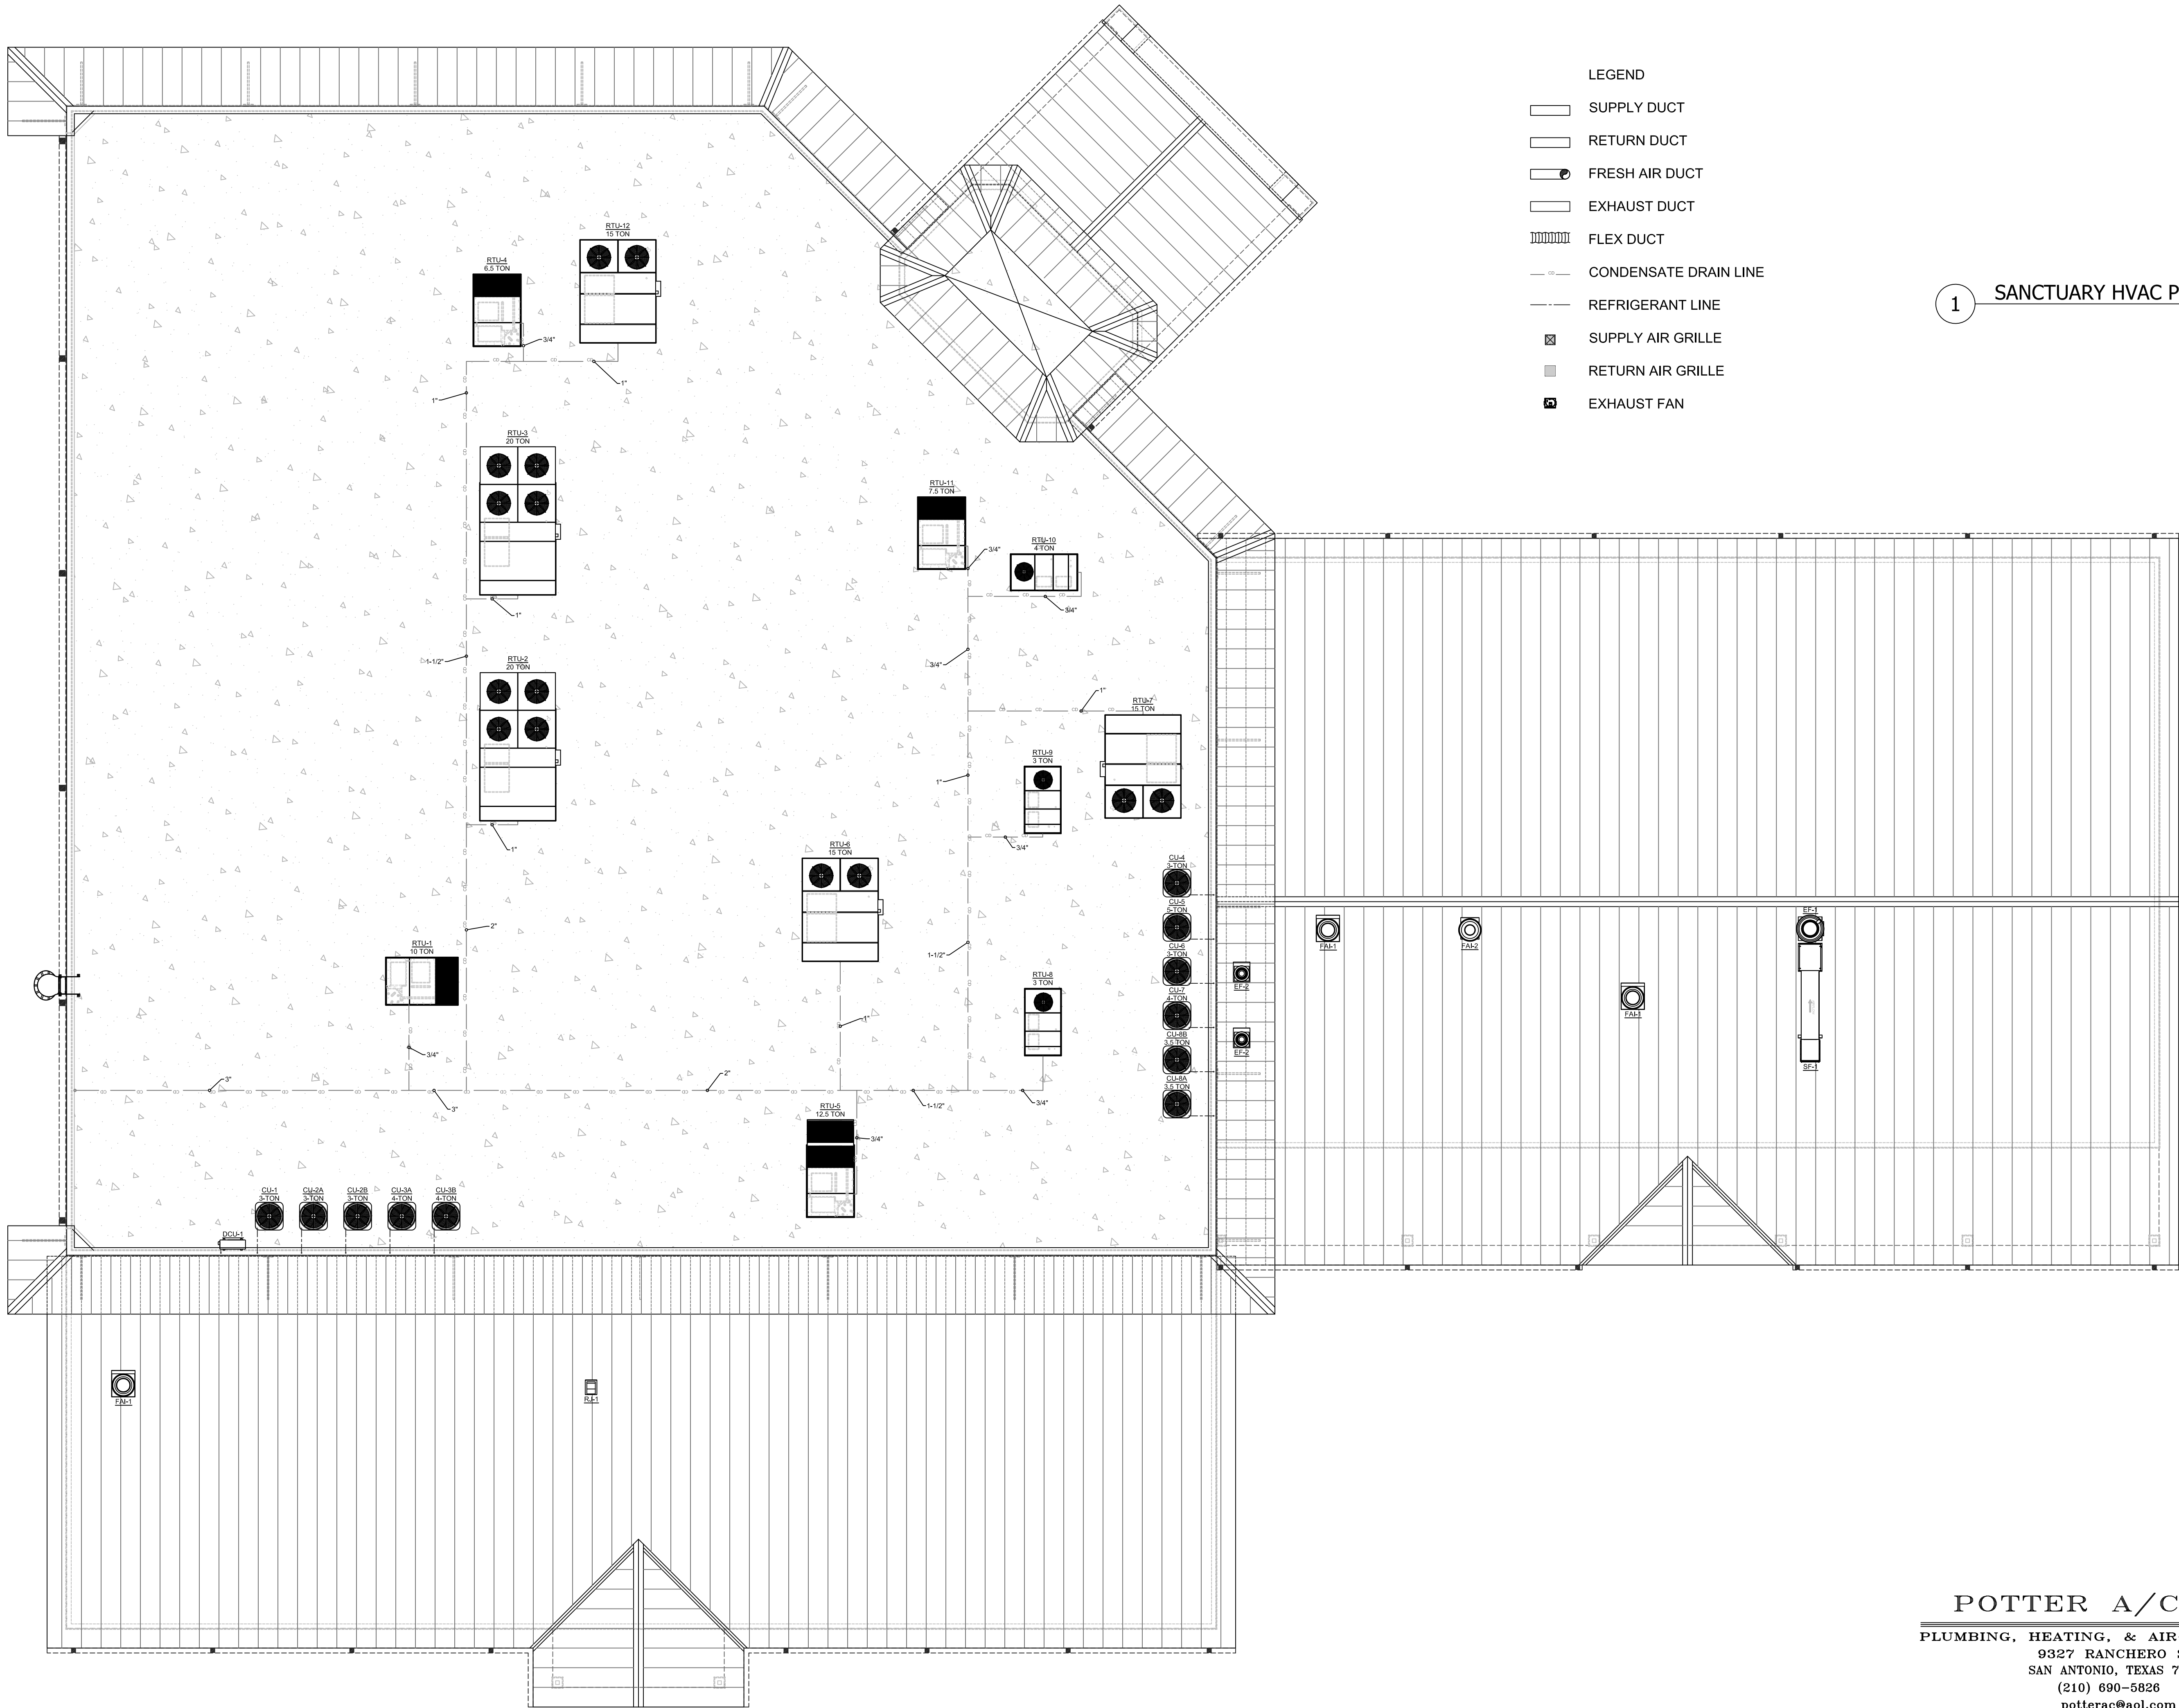 LEGEND
SUPPLY DUCT
RETURN DUCT
FRESH AIR DUCT
EXHAUST DUCT
FLEX DUCT
CD
CONDENSATE DRAIN LINE
REFRIGERANT LINE
SUPPLY AIR GRILLE
RETURN AIR GRILLE
EXHAUST FAN
1
SANCTUARY HVAC P
RTU-12
15 TON
RTU-4
6.5 TON
3/4"
1"
1"
RTU-3
20 TON
1"
1-1/2"
RTU-2
20 TON
1"
2"
RTU-1
10 TON
3/4"
3"
3"
2"
RTU-11
7.5 TON
3/4"
RTU-10
4 TON
3/4"
3/4"
1"
RTU-7
15 TON
RTU-9
3 TON
1"
3/4"
RTU-6
15 TON
1-1/2"
1"
RTU-8
3 TON
1-1/2"
3/4"
RTU-5
12.5 TON
3/4"
CU-4
3-TON
CU-5
5-TON
CU-6
3-TON
CU-7
4-TON
CU-8B
3.5 TON
CU-8A
3.5 TON
EF-2
EF-2
FAI-1
FAI-2
FAI-1
EF-1
SF-1
CU-1
3-TON
CU-2A
3-TON
CU-2B
3-TON
CU-3A
4-TON
CU-3B
4-TON
DCU-1
FAI-1
RJ-1
POTTER A/C
PLUMBING, HEATING, & AIR
9327 RANCHERO
SAN ANTONIO, TEXAS 7
(210) 690-5826
potterac@aol.com